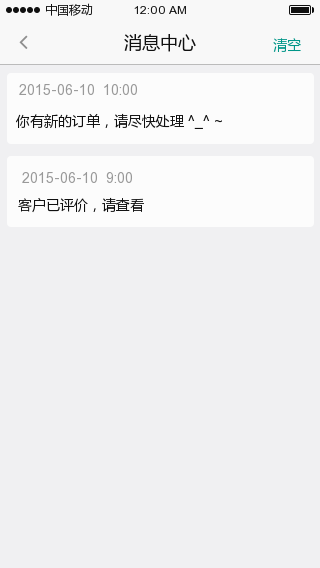 中国移动 12:00 AM
消息中心 清空
2015-06-10 10:00
你有新的订单，请尽快处理 ^_^ ~
2015-06-10 9:00
客户已评价，请查看